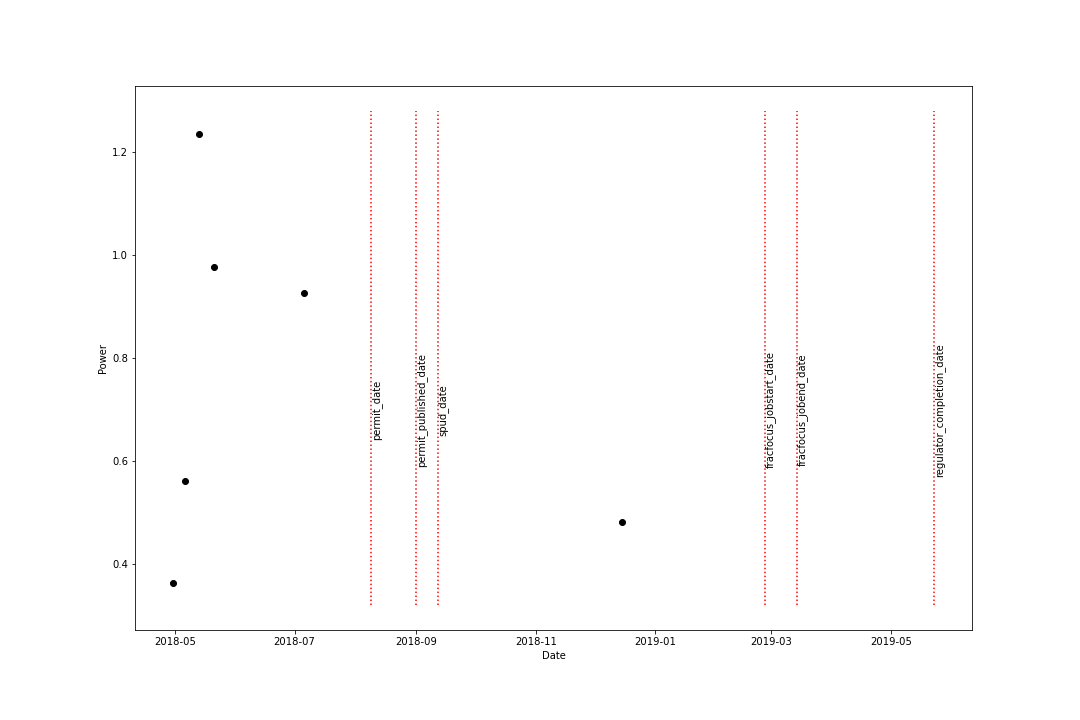 1.2
1.0
0.8
0.6
0.4
Power
permit_date
permit_published_date
spud_date
fracfocus_jobstart_date
fracfocus_jobend_date
regulator_completion_date
2018-05
2018-07
2018-09
2018-11
2019-01
2019-03
2019-05
Date